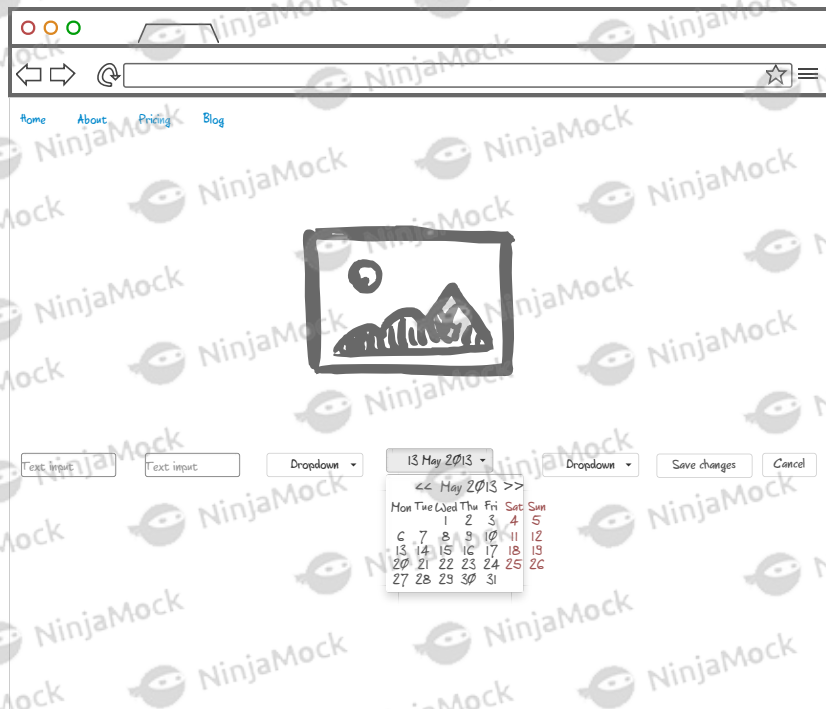 Home About Pricing Blog
Text input Text input Dropdown 13 May 2013 Dropdown Save changes Cancel
<< May 2013 >>
Mon Tue Wed Thu Fri Sat Sun
1 2 3 4 5
6 7 8 9 10 11 12
13 14 15 16 17 18 19
20 21 22 23 24 25 26
27 28 29 30 31
NinjaMock